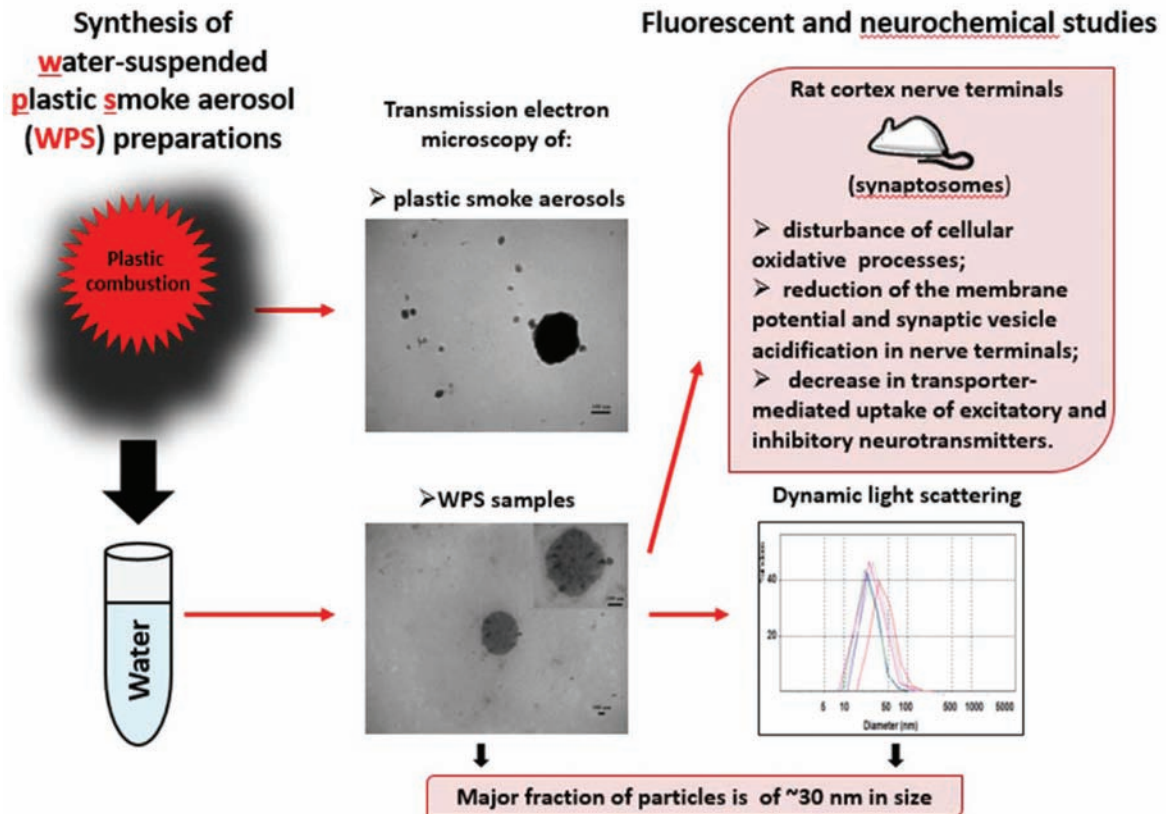 Synthesis of
water-suspended
plastic smoke aerosol
(WPS) preparations
Plastic
combustion
Water
Transmission electron
microscopy of:
➢ plastic smoke aerosols
➢WPS samples
Fluorescent and neurochemical studies
Rat cortex nerve terminals
(synaptosomes)
➢ disturbance of cellular
oxidative processes;
➢ reduction of the membrane
potential and synaptic vesicle
acidification in nerve terminals;
➢ decrease in transporter-
mediated uptake of excitatory and
inhibitory neurotransmitters.
Dynamic light scattering
40
20
5 10 50 100 500 1000 5000
Diameter (nm)
Major fraction of particles is of ~30 nm in size